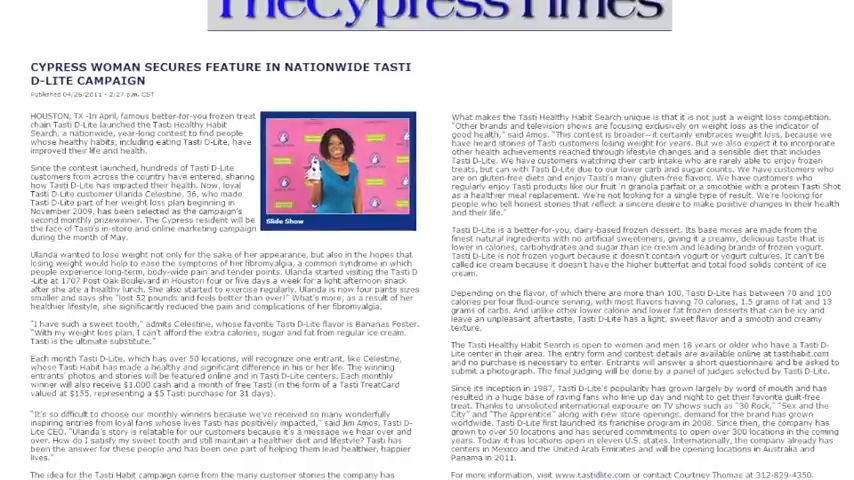 TheCypressTimes
CYPRESS WOMAN SECURES FEATURE IN NATIONWIDE TASTI
D-LITE CAMPAIGN
Published 04/26/2011 - 2:27 p.m. CST
HOUSTON, TX -In April, famous better-for-you frozen treat
chain Tasti D-Lite launched the Tasti Healthy Habit
Search, a nationwide, year-long contest to find people
whose healthy habits, including eating Tasti D-Lite, have
improved their life and health.
Since the contest launched, hundreds of Tasti D-Lite
customers from across the country have entered, sharing
how Tasti D-Lite has impacted their health. Now, loyal
Tasti D-Lite customer Ulanda Celestine, 36, who made
Tasti D-Lite part of her weight loss plan beginning in
November 2009, has been selected as the campaign's
second monthly prizewinner. The Cypress resident will be
the face of Tasti's in-store and online marketing campaign
during the month of May.
Slide Show
Ulanda wanted to lose weight not only for the sake of her appearance, but also in the hopes that
losing weight would help to ease the symptoms of her fibromyalgia, a common syndrome in which
people experience long-term, body-wide pain and tender points. Ulanda started visiting the Tasti D
-Lite at 1707 Post Oak Boulevard in Houston four or five days a week for a light afternoon snack
after she ate a healthy lunch. She also started to exercise regularly. Ulanda is now four pants sizes
smaller and says she "lost 52 pounds and feels better than ever!" What's more, as a result of her
healthier lifestyle, she significantly reduced the pain and complications of her fibromyalgia.
"I have such a sweet tooth," admits Celestine, whose favorite Tasti D-Lite flavor is Bananas Foster.
"With my weight loss plan, I can't afford the extra calories, sugar and fat from regular ice cream.
Tasti is the ultimate substitute."
Each month Tasti D-Lite, which has over 50 locations, will recognize one entrant, like Celestine,
whose Tasti Habit has made a healthy and significant difference in his or her life. The winning
entrants' photos and stories will be featured online and in Tasti D-Lite centers. Each monthly
winner will also receive $1,000 cash and a month of free Tasti (in the form of a Tasti TreatCard
valued at $155, representing a $5 Tasti purchase for 31 days).
"It's so difficult to choose our monthly winners because we've received so many wonderfully
inspiring entries from loyal fans whose lives Tasti has positively impacted," said Jim Amos, Tasti D-
Lite CEO. "Ulanda's story is relatable for our customers because it's a message we hear over and
over. How do I satisfy my sweet tooth and still maintain a healthier diet and lifestyle? Tasti has
been the answer for these people and has been one part of helping them lead healthier, happier
lives."
The idea for the Tasti Habit campaign came from the many customer stories the company has
What makes the Tasti Healthy Habit Search unique is that it is not just a weight loss competition.
"Other brands and television shows are focusing exclusively on weight loss as the indicator of
good health," said Amos. "This contest is broader—it certainly embraces weight loss, because we
have heard stories of Tasti customers losing weight for years. But we also expect it to incorporate
other health achievements reached through lifestyle changes and a sensible diet that includes
Tasti D-Lite. We have customers watching their carb intake who are rarely able to enjoy frozen
treats, but can with Tasti D-Lite due to our lower carb and sugar counts. We have customers who
are on gluten-free diets and enjoy Tasti's many gluten-free flavors. We have customers who
regularly enjoy Tasti products like our fruit 'n granola parfait or a smoothie with a protein Tasti Shot
as a healthier meal replacement. We're not looking for a single type of result. We're looking for
people who tell honest stories that reflect a sincere desire to make positive changes in their health
and their life."
Tasti D-Lite is a better-for-you, dairy-based frozen dessert. Its base mixes are made from the
finest natural ingredients with no artificial sweeteners, giving it a creamy, delicious taste that is
lower in calories, carbohydrates, and sugar than ice cream and leading brands of frozen yogurt.
Tasti D-Lite is not frozen yogurt because it doesn't contain yogurt or yogurt cultures. It can't be
called ice cream because it doesn't have the higher butterfat and total food solids content of ice
cream.
Depending on the flavor, of which there are more than 100, Tasti D-Lite has between 70 and 100
calories per four fluid-ounce serving, with most flavors having 70 calories, 1.5 grams of fat and 13
grams of carbs. And unlike other lower calorie and lower fat frozen desserts that can be icy and
leave an unpleasant aftertaste, Tasti D-Lite has a light, sweet flavor and a smooth and creamy
texture.
The Tasti Healthy Habit Search is open to women and men 18 years or older who have a Tasti D-
Lite center in their area. The entry form and contest details are available online at tastihabit.com
and no purchase is necessary to enter. Entrants will answer a short questionnaire and be asked to
submit a photograph. The final judging will be done by a panel of judges selected by Tasti D-Lite.
Since its inception in 1987, Tasti D-Lite's popularity has grown largely by word of mouth and has
resulted in a huge base of raving fans who line up day and night to get their favorite guilt-free
treat. Thanks to unsolicited international exposure on TV shows such as "30 Rock," "Sex and the
City" and "The Apprentice" along with new store openings, demand for the brand has grown
worldwide. Tasti D-Lite first launched its franchise program in 2008. Since then, the company has
grown to over 50 locations and has secured commitments to open over 300 locations in the coming
years. Today it has locations open in eleven U.S. states. Internationally, the company already has
centers in Mexico and the United Arab Emirates and will be opening locations in Australia and
Panama in 2011.
For more information, visit www.tastidlite.com or contact Courtney Thomas at 312-829-4350.